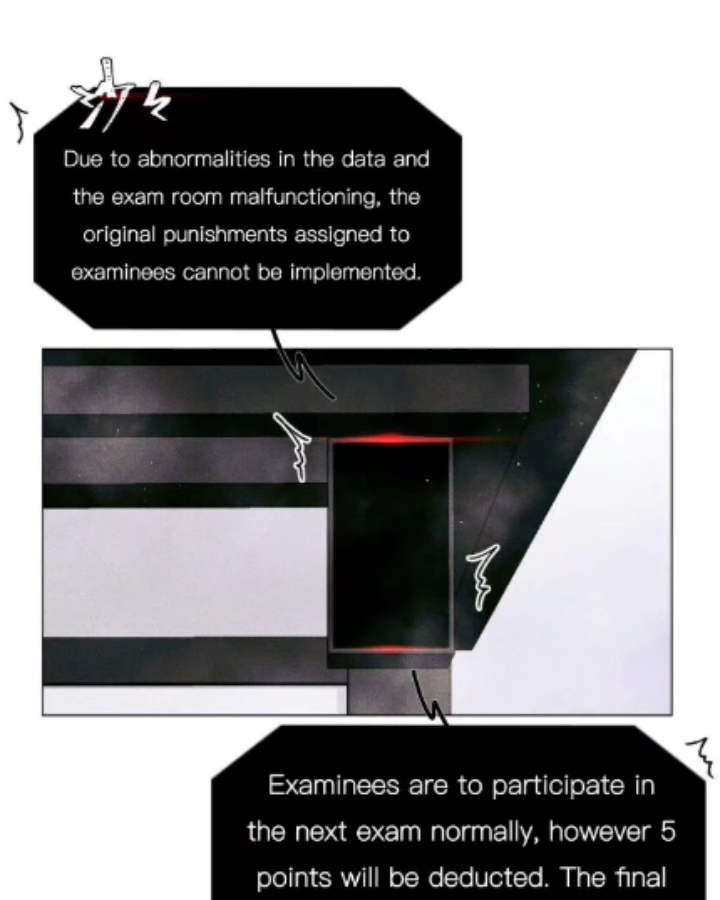 Due to abnormalities in the data and
the exam room malfunctioning, the
original punishments assigned to
examinees cannot be implemented.
Examinees are to participate in
the next exam normally, however 5
points will be deducted. The final